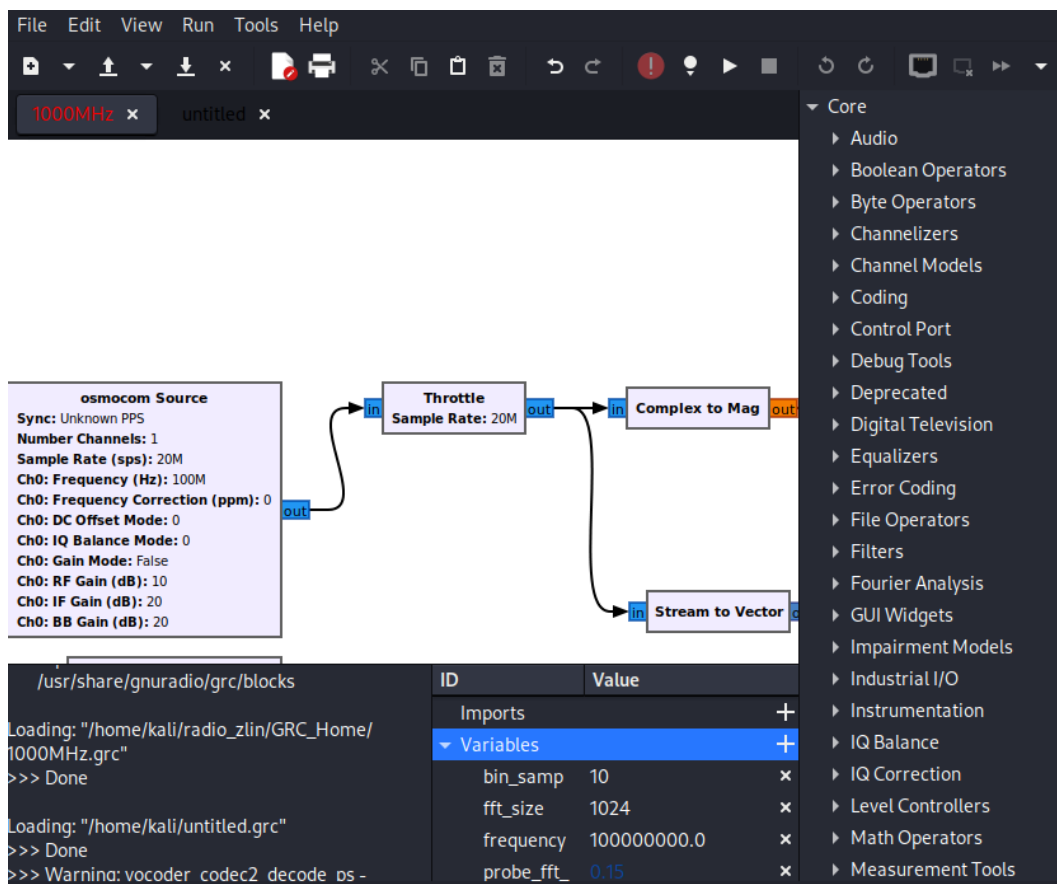 File Edit View Run Tools Help
1000MHz untitled
osmocom Source
Sync: Unknown PPS
Number Channels: 1
Sample Rate (sps): 20M
Ch0: Frequency (Hz): 100M
Ch0: Frequency Correction (ppm): 0
Ch0: DC Offset Mode: 0
Ch0: IQ Balance Mode: 0
Ch0: Gain Mode: False
Ch0: RF Gain (dB): 10
Ch0: IF Gain (dB): 20
Ch0: BB Gain (dB): 20
out
in
Throttle
Sample Rate: 20M
out
in
Complex to Mag
out
in
Stream to Vector
/usr/share/gnuradio/grc/blocks
Loading: "/home/kali/radio_zlin/GRC_Home/
1000MHz.grc"
>>> Done
Loading: "/home/kali/untitled.grc"
>>> Done
>>> Warning: vocoder_codec2_decode_ps -
ID Value
Imports
Variables
bin_samp 10
fft_size 1024
frequency 100000000.0
probe_fft_ 0.15
Core
Audio
Boolean Operators
Byte Operators
Channelizers
Channel Models
Coding
Control Port
Debug Tools
Deprecated
Digital Television
Equalizers
Error Coding
File Operators
Filters
Fourier Analysis
GUI Widgets
Impairment Models
Industrial I/O
Instrumentation
IQ Balance
IQ Correction
Level Controllers
Math Operators
Measurement Tools